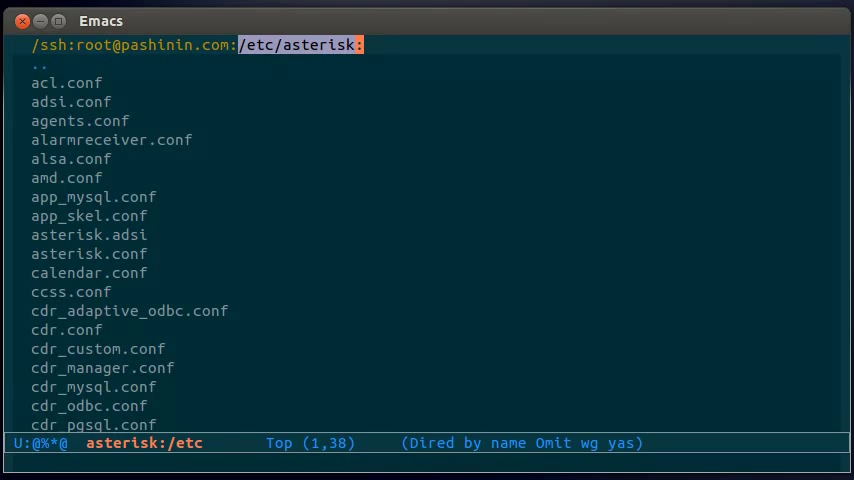 Emacs
/ssh:root@pashinin.com:/etc/asterisk:
..
acl.conf
adsi.conf
agents.conf
alarmreceiver.conf
alsa.conf
amd.conf
app_mysql.conf
app_skel.conf
asterisk.adsi
asterisk.conf
calendar.conf
ccss.conf
cdr_adaptive_odbc.conf
cdr.conf
cdr_custom.conf
cdr_manager.conf
cdr_mysql.conf
cdr_odbc.conf
cdr_pgsql.conf
U:@%*@  asterisk:/etc       Top (1,38)     (Dired by name Omit wg yas)